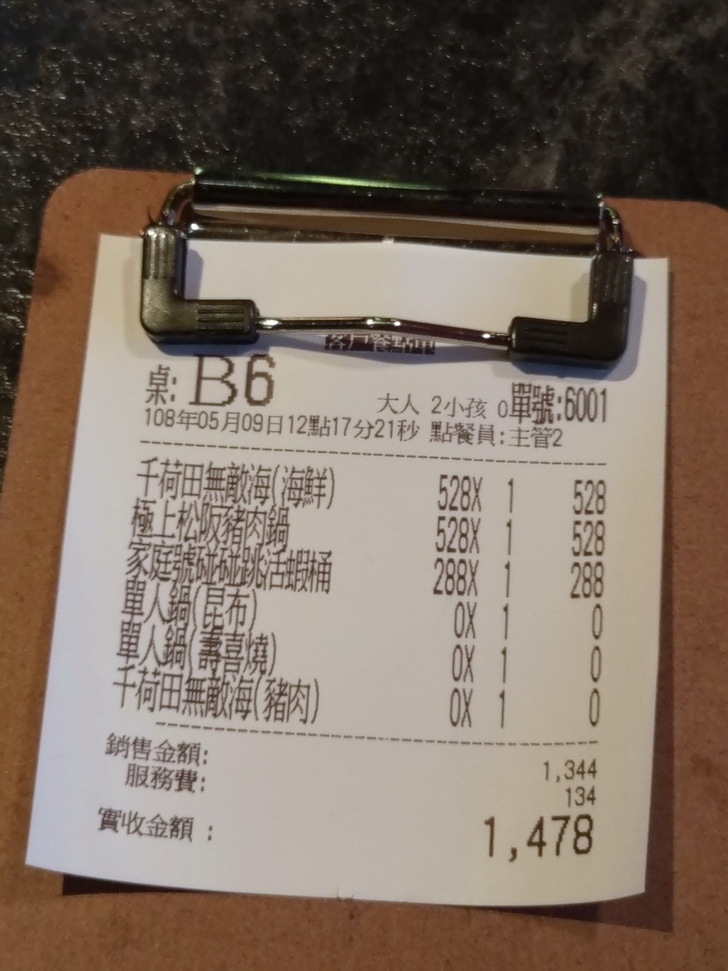 客戶餐點單
桌: B6 大人 2小孩 0單號:6001
108年05月09日12點17分21秒 點餐員:主管2
千荷田無敵海(海鮮) 528X 1 528
極上松阪豬肉鍋 528X 1 528
家庭號碰碰跳活蝦桶 288X 1 288
單人鍋(昆布) 0X 1 0
單人鍋(壽喜燒) 0X 1 0
千荷田無敵海(豬肉) 0X 1 0
銷售金額: 1,344
服務費: 134
實收金額 : 1,478